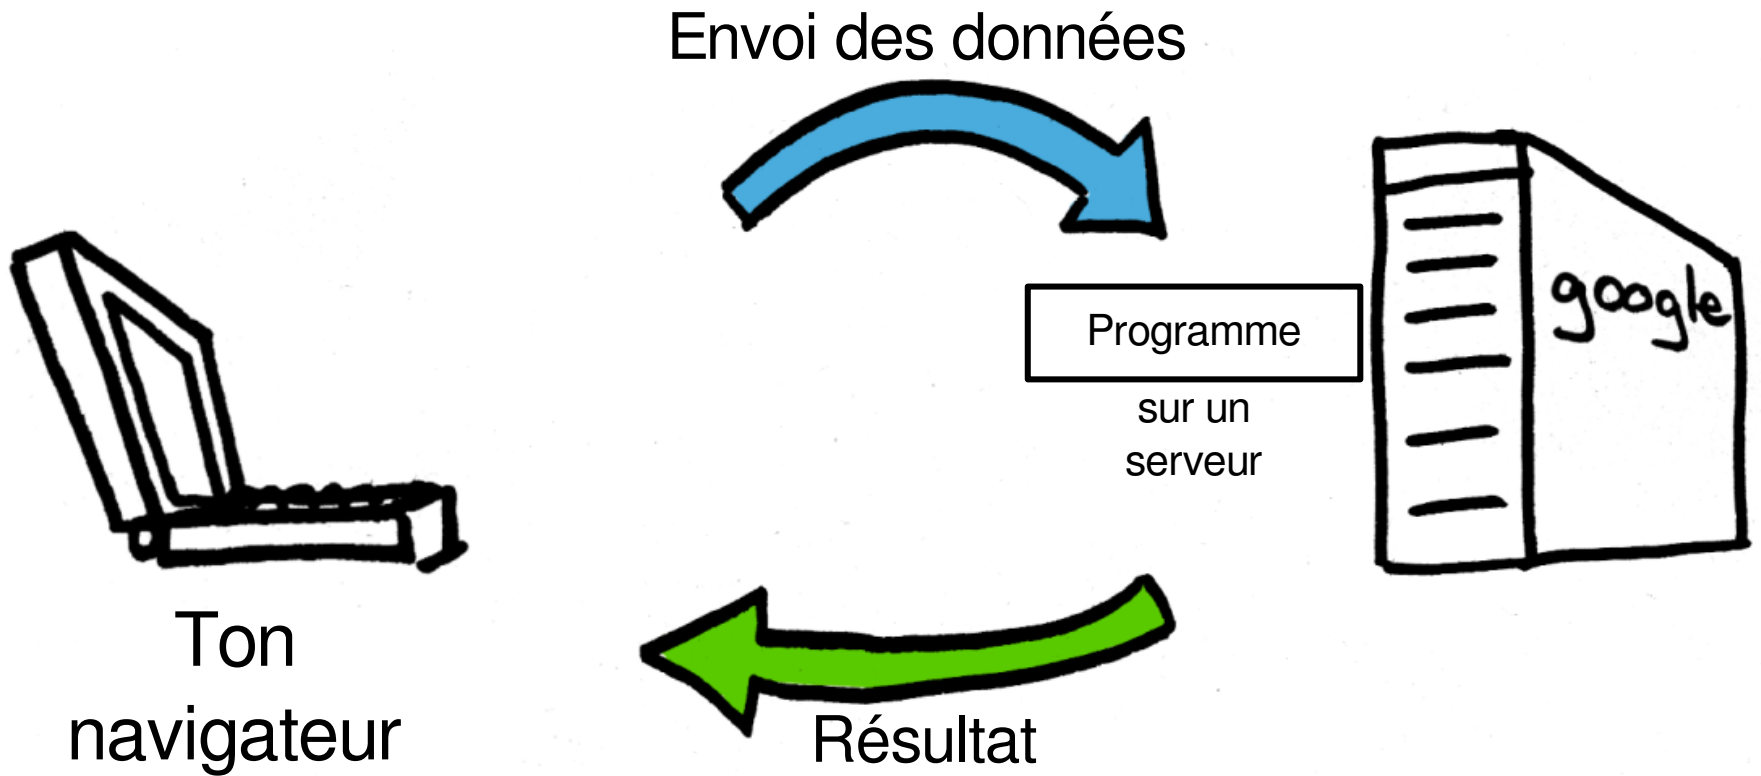 Envoi des données
google
Programme
sur un
serveur
Ton
navigateur
Résultat